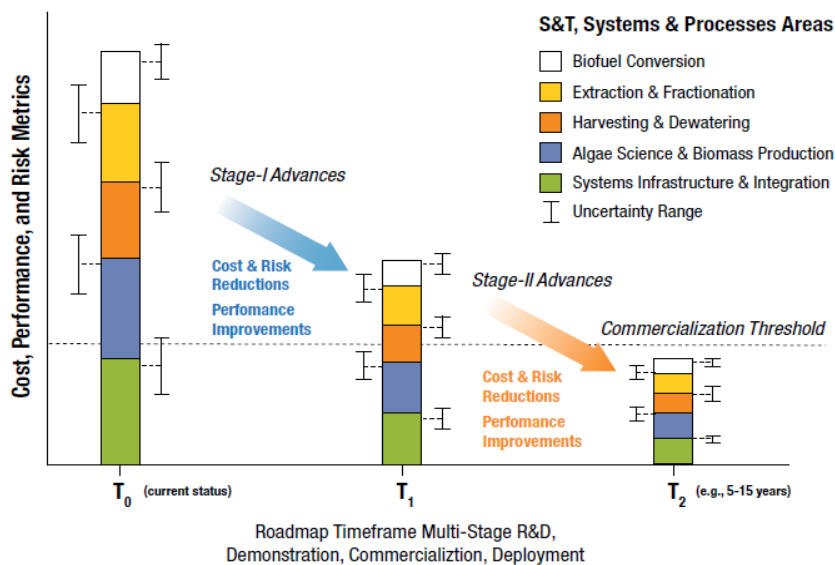 S&T, Systems & Processes Areas
Biofuel Conversion
Extraction & Fractionation
Harvesting & Dewatering
Algae Science & Biomass Production
Systems Infrastructure & Integration
Uncertainty Range
Cost, Performance, and Risk Metrics
Stage-I Advances
Cost & Risk
Reductions
Perfomance
Improvements
Stage-II Advances
Commercialization Threshold
Cost & Risk
Reductions
Perfomance
Improvements
T0 (current status)
T1
T2 (e.g., 5-15 years)
Roadmap Timeframe Multi-Stage R&D,
Demonstration, Commercializtion, Deployment